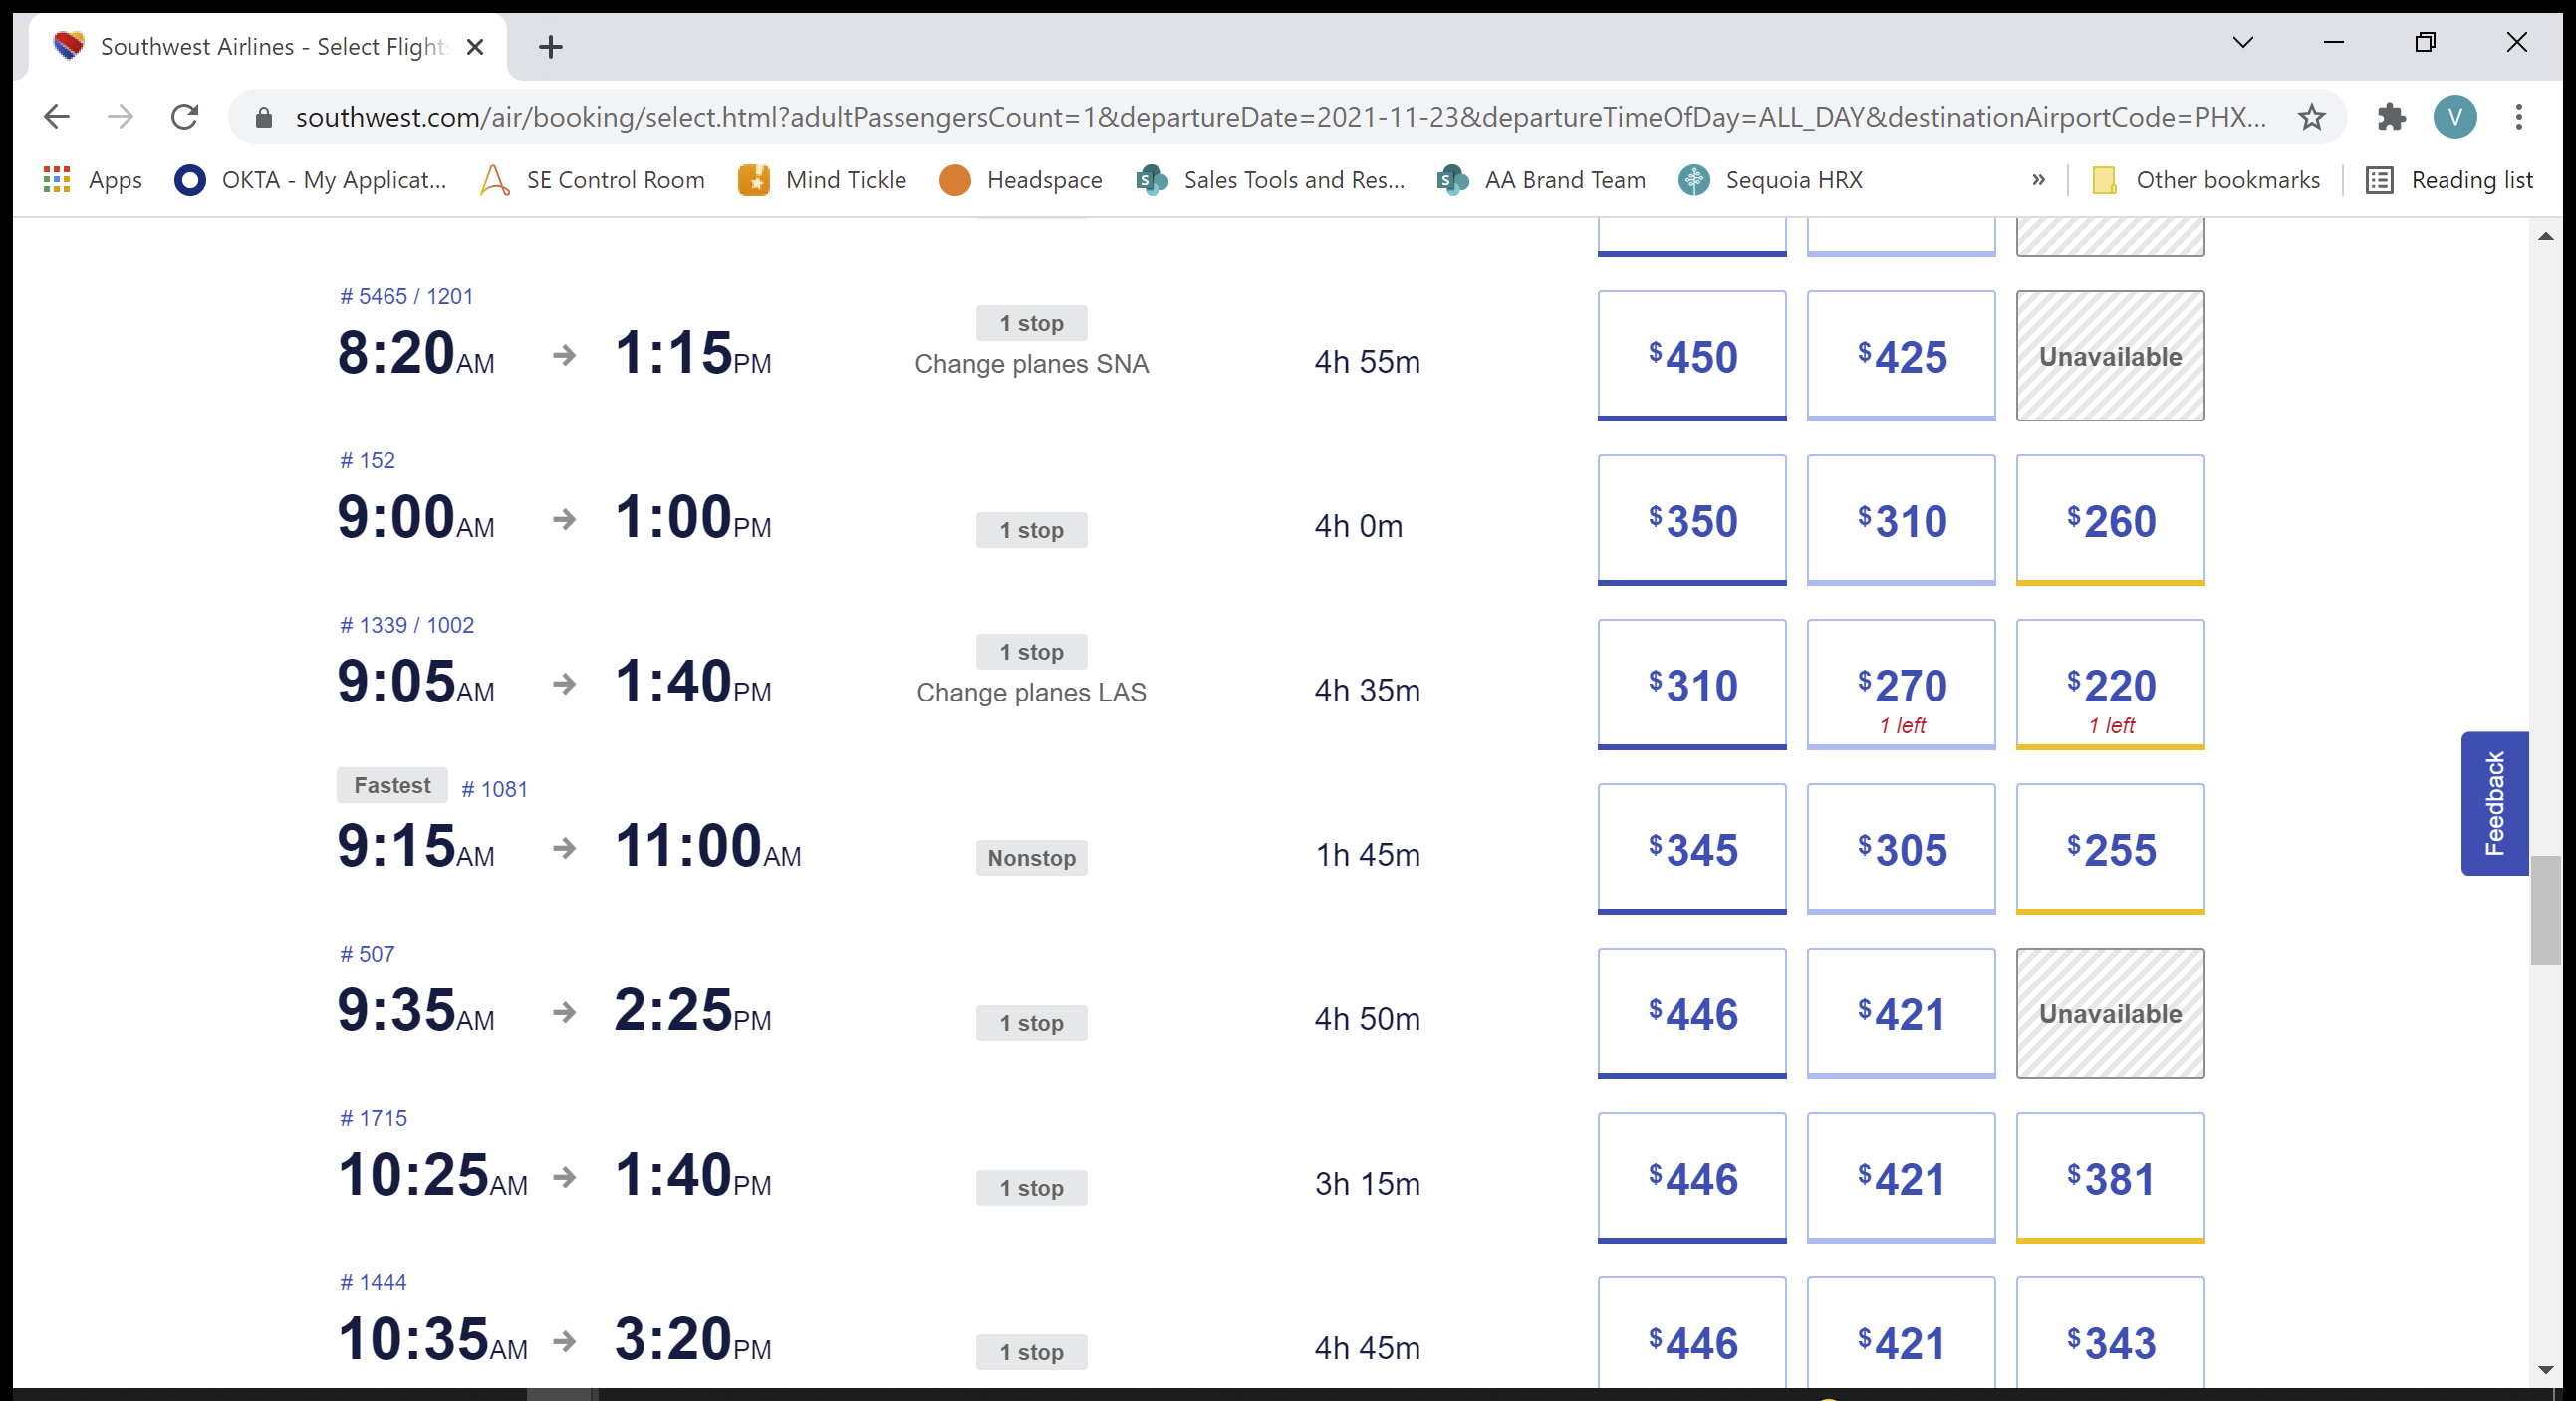 Southwest Airlines - Select Flight
southwest.com/air/booking/select.html?adultPassengersCount=1&departureDate=2021-11-23&departureTimeOfDay=ALL_DAY&destinationAirportCode=PHX...
V
Apps OKTA - My Applicat... SE Control Room Mind Tickle Headspace Sales Tools and Res... AA Brand Team Sequoia HRX » Other bookmarks Reading list
# 5465 / 1201
8:20AM → 1:15PM 1 stop Change planes SNA 4h 55m $450 $425 Unavailable
# 152
9:00AM → 1:00PM 1 stop 4h 0m $350 $310 $260
# 1339 / 1002
9:05AM → 1:40PM 1 stop Change planes LAS 4h 35m $310 $270 1 left $220 1 left
Fastest # 1081
9:15AM → 11:00AM Nonstop 1h 45m $345 $305 $255
Feedback
# 507
9:35AM → 2:25PM 1 stop 4h 50m $446 $421 Unavailable
# 1715
10:25AM → 1:40PM 1 stop 3h 15m $446 $421 $381
# 1444
10:35AM → 3:20PM 1 stop 4h 45m $446 $421 $343